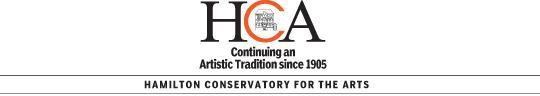 HCA
Continuing an
Artistic Tradition since 1905
HAMILTON CONSERVATORY FOR THE ARTS